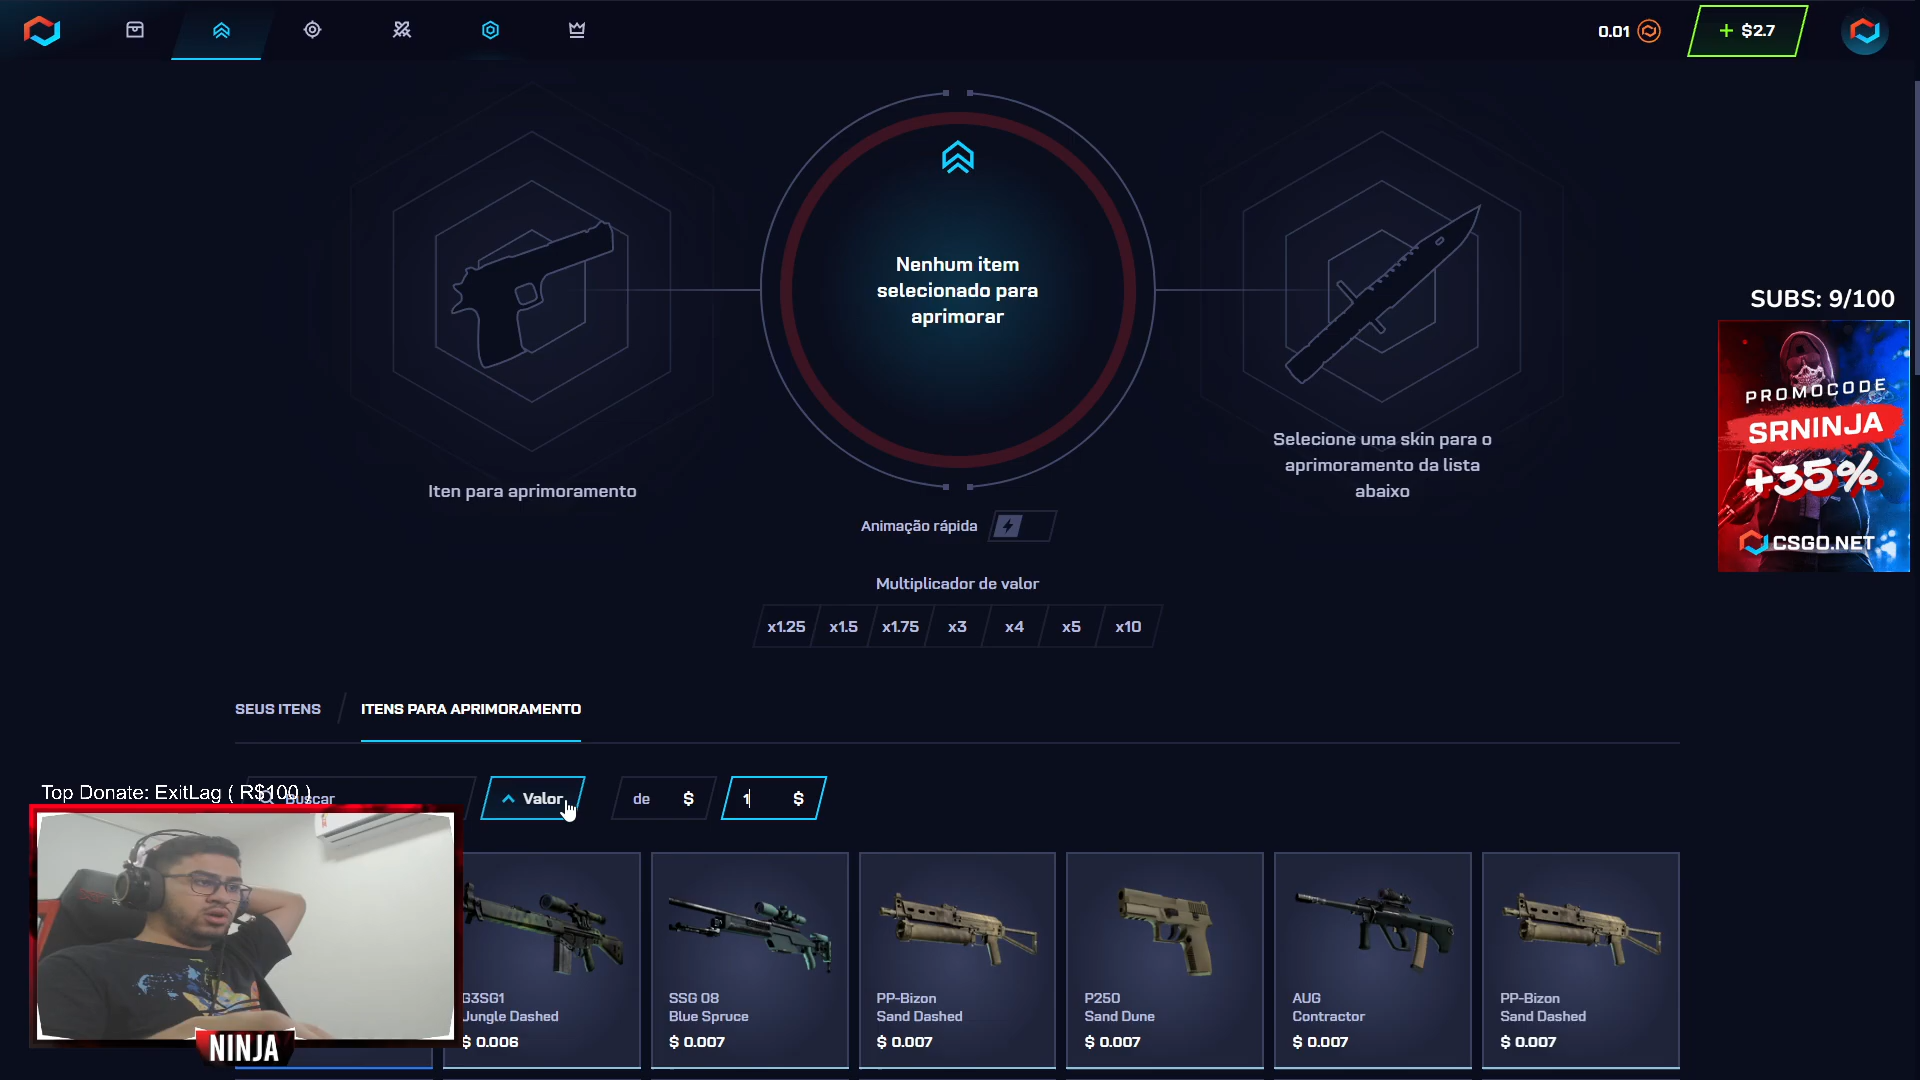 0.01
+ $2.7
Nenhum item
selecionado para
aprimorar
Iten para aprimoramento
Selecione uma skin para o
aprimoramento da lista
abaixo
SUBS: 9/100
PROMOCODE
SRNINJA
+35%
CSGO.NET
Animação rápida
Multiplicador de valor
x1.25 x1.5 x1.75 x3 x4 x5 x10
SEUS ITENS
ITENS PARA APRIMORAMENTO
Top Donate: ExitLag ( R$100 )
Buscar
Valor
de $
1 $
G3SG1
Jungle Dashed
$ 0.006
SSG 08
Blue Spruce
$ 0.007
PP-Bizon
Sand Dashed
$ 0.007
P250
Sand Dune
$ 0.007
AUG
Contractor
$ 0.007
PP-Bizon
Sand Dashed
$ 0.007
NINJA